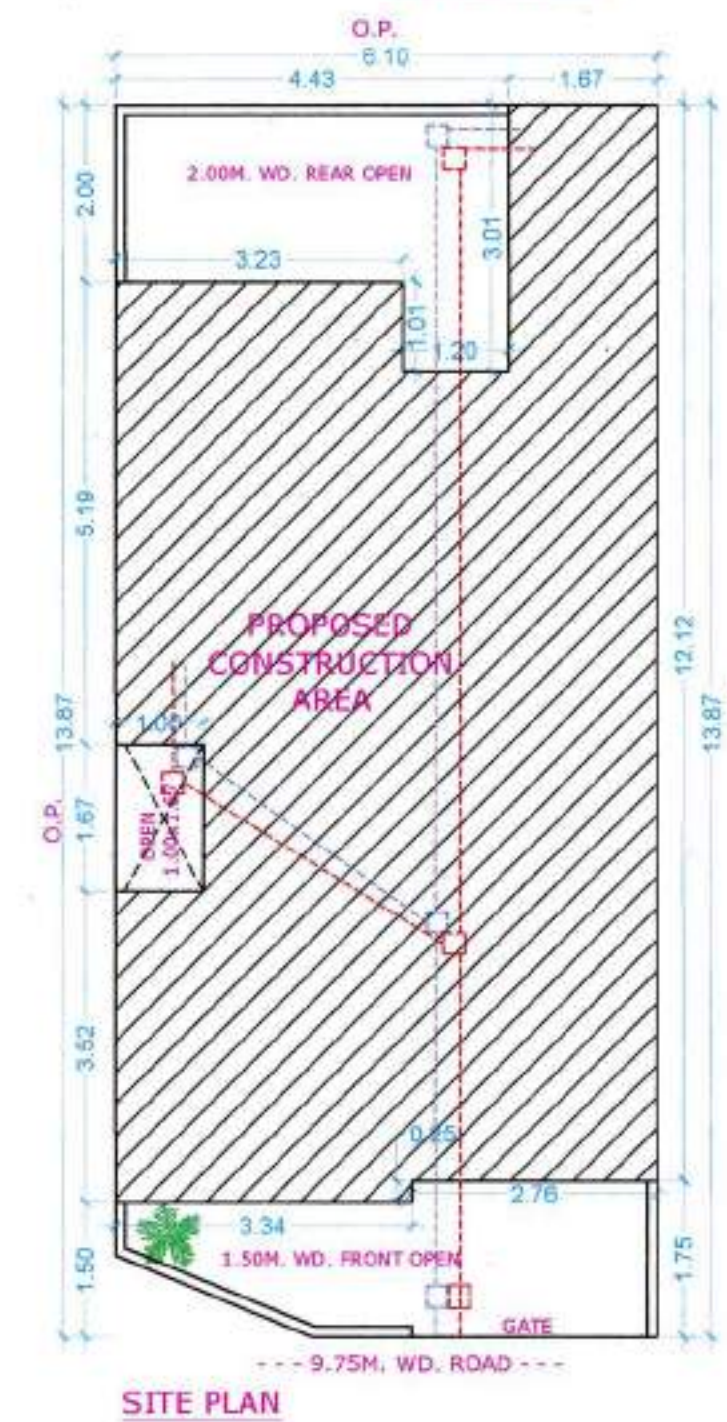 O.P.
6.10
4.43
1.67
2.00
2.00M. WD. REAR OPEN
3.01
3.23
1.01
1.20
5.19
PROPOSED
CONSTRUCTION
AREA
12.12
13.87
13.87
1.00
O.P.
1.67
OPEN
3.52
0.25
2.76
3.34
1.50M. WD. FRONT OPEN
1.50
1.75
GATE
- - - 9.75M. WD. ROAD - - -
SITE PLAN